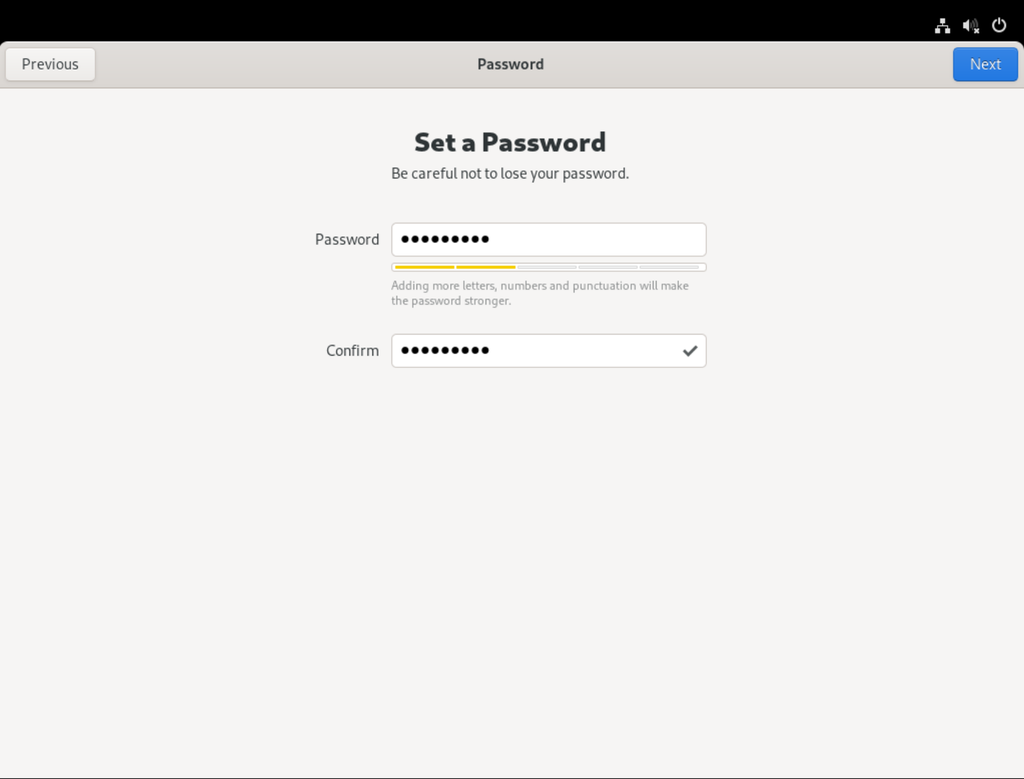 Previous
Password
Next
Set a Password
Be careful not to lose your password.
Password
•••••••••
Adding more letters, numbers and punctuation will make
the password stronger.
Confirm
•••••••••